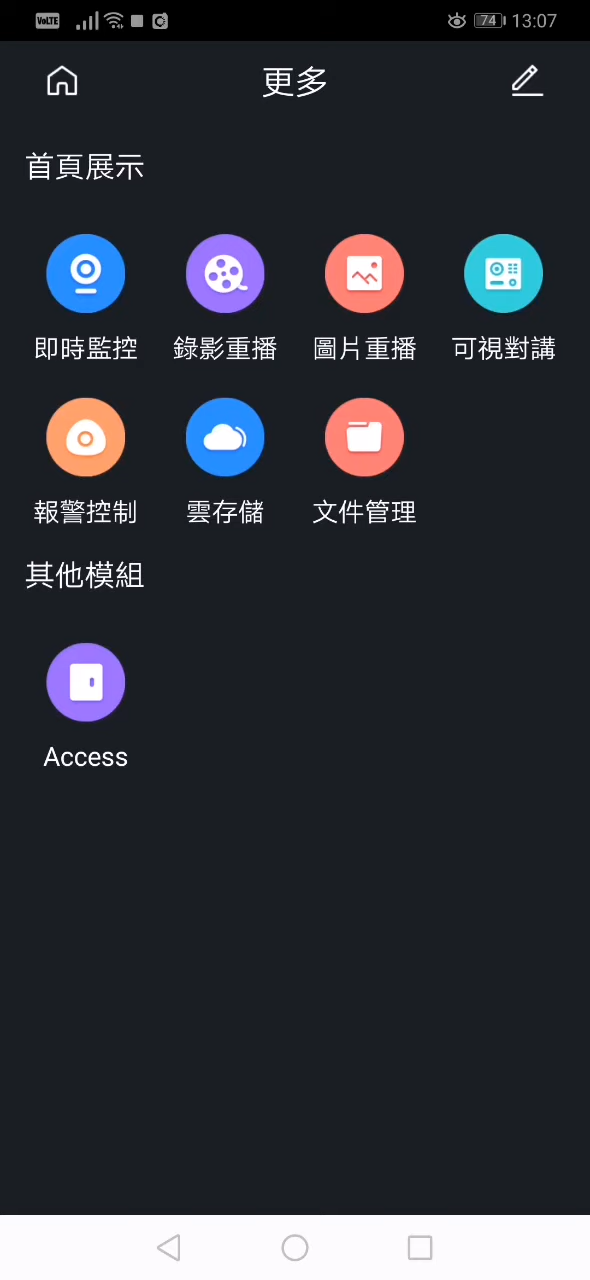 VoLTE 74 13:07
更多
首頁展示
即時監控 錄影重播 圖片重播 可視對講
報警控制 雲存儲 文件管理
其他模組
Access